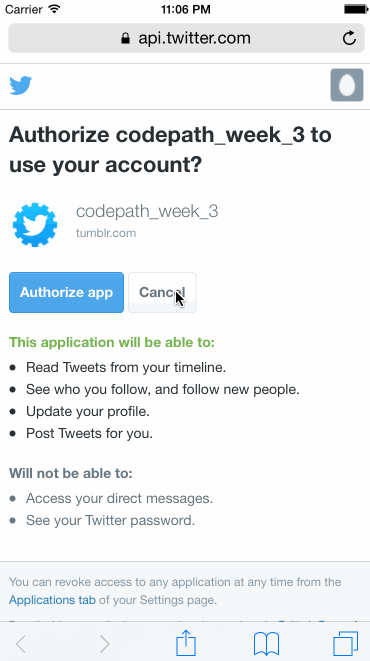 Carrier 11:06 PM
api.twitter.com
Authorize codepath_week_3 to
use your account?
codepath_week_3
tumblr.com
Authorize app Cancel
This application will be able to:
Read Tweets from your timeline.
See who you follow, and follow new people.
Update your profile.
Post Tweets for you.
Will not be able to:
Access your direct messages.
See your Twitter password.
You can revoke access to any application at any time from the
Applications tab of your Settings page.